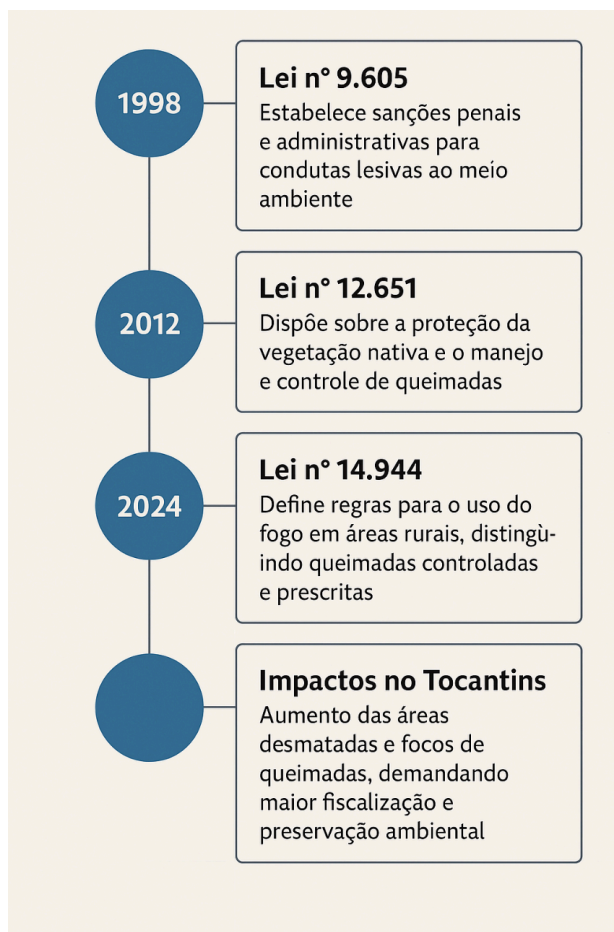 1998
Lei n° 9.605
Estabelece sanções penais
e administrativas para
condutas lesivas ao meio
ambiente
2012
Lei n° 12.651
Dispõe sobre a proteção da
vegetação nativa e o manejo
e controle de queimadas
2024
Lei n° 14.944
Define regras para o uso do
fogo em áreas rurais, distingù-
indo queimadas controladas
e prescritas
Impactos no Tocantins
Aumento das áreas
desmatadas e focos de
queimadas, demandando
maior fiscalização e
preservação ambiental